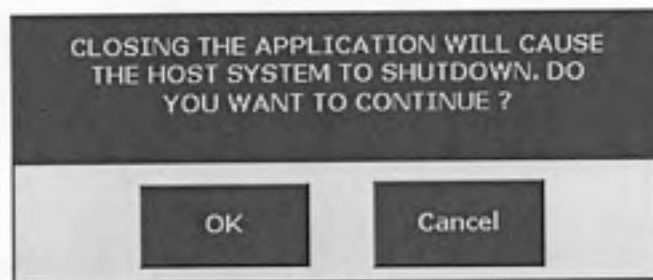 CLOSING THE APPLICATION WILL CAUSE
THE HOST SYSTEM TO SHUTDOWN. DO
YOU WANT TO CONTINUE ?
OK
Cancel